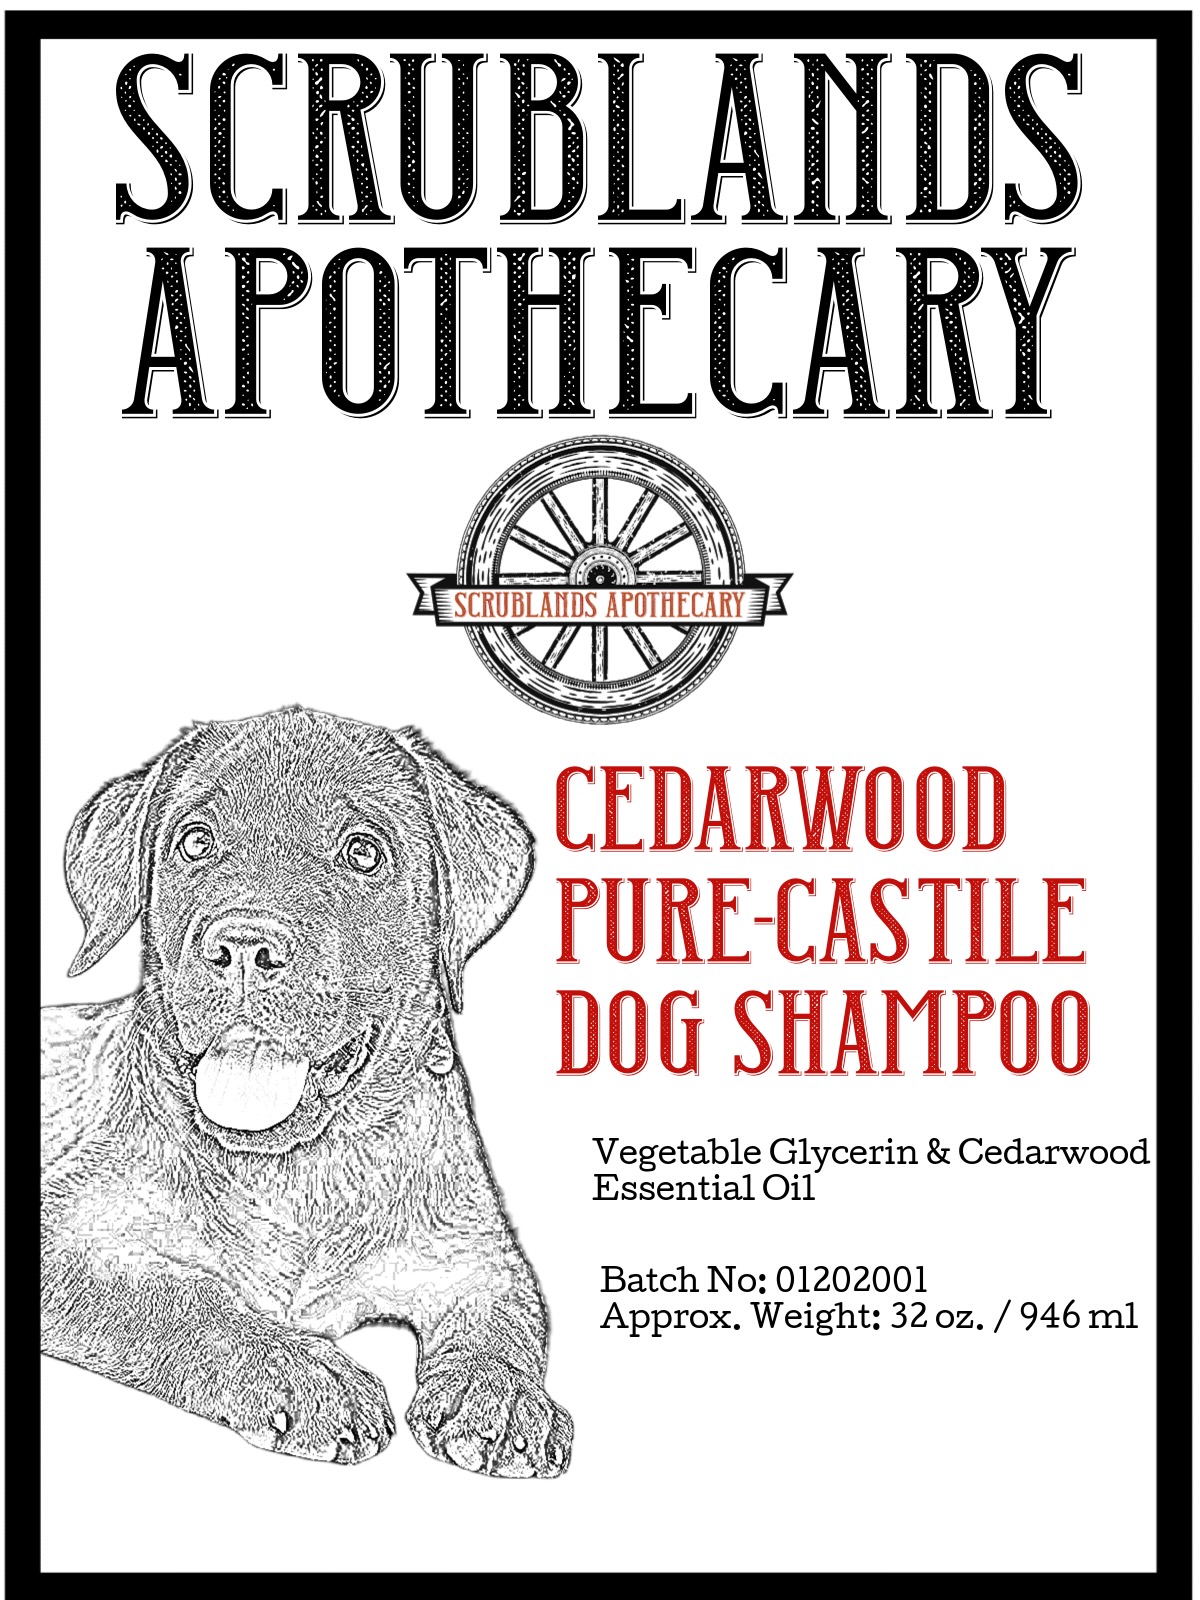 SCRUBLANDS
APOTHECARY
SCRUBLANDS APOTHECARY
CEDARWOOD
PURE-CASTILE
DOG SHAMPOO
Vegetable Glycerin & Cedarwood
Essential Oil
Batch No: 01202001
Approx. Weight: 32 oz. / 946 ml